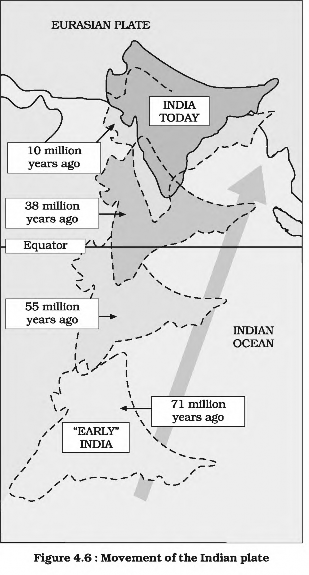 EURASIAN PLATE
INDIA
TODAY
10 million
years ago
38 million
years ago
Equator
55 million
years ago
INDIAN
OCEAN
71 million
years ago
"EARLY"
INDIA
Figure 4.6 : Movement of the Indian plate